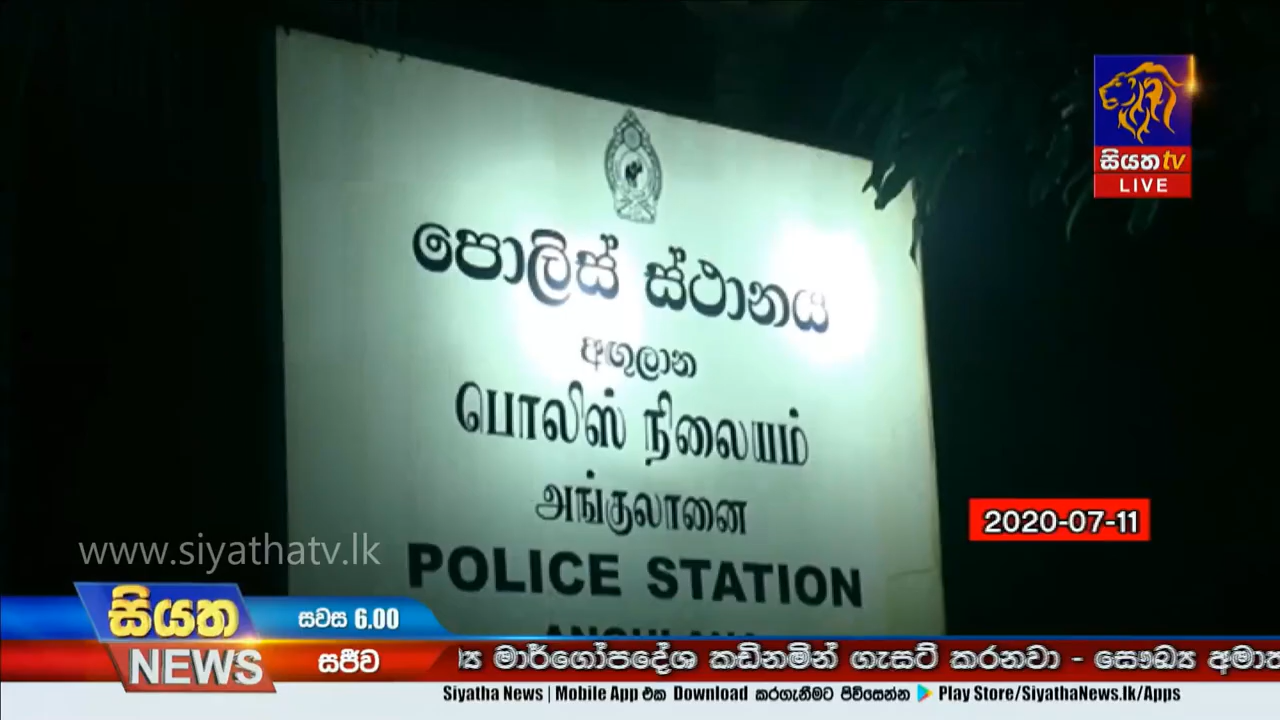 සියත tv
LIVE
පොලිස් ස්ථානය
අඟුලාන
பொலிஸ் நிலையம்
அங்குலானை
POLICE STATION
2020-07-11
www.siyathatv.lk
සියත
NEWS
සවස 6.00
සජීව
මාර්ගෝපදේශ කඩිනමින් ගැසට් කරනවා - සෞඛ්‍ය
Siyatha News | Mobile App එක Download කරගැනීමට පිවිසෙන්න Play Store/SiyathaNews.lk/Apps